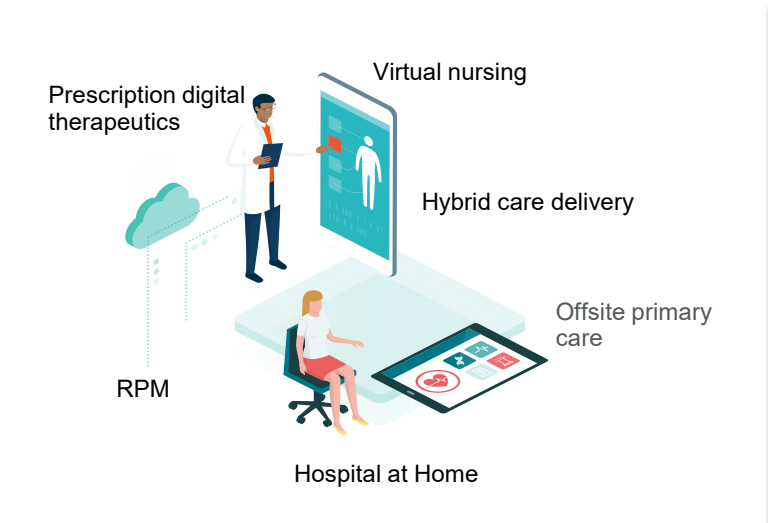 Virtual nursing
Prescription digital
therapeutics
Hybrid care delivery
Offsite primary
care
RPM
Hospital at Home